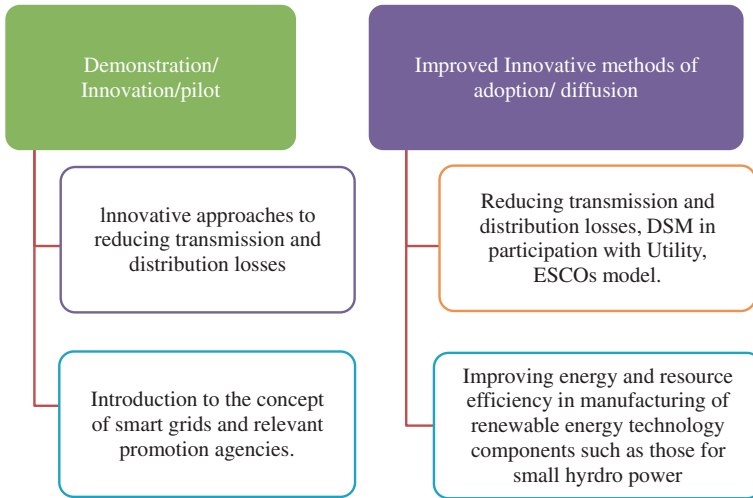 Demonstration/
Innovation/pilot
Innovative approaches to
reducing transmission and
distribution losses
Introduction to the concept
of smart grids and relevant
promotion agencies.
Improved Innovative methods of
adoption/ diffusion
Reducing transmission and
distribution losses, DSM in
participation with Utility,
ESCOs model.
Improving energy and resource
efficiency in manufacturing of
renewable energy technology
components such as those for
small hyrdro power